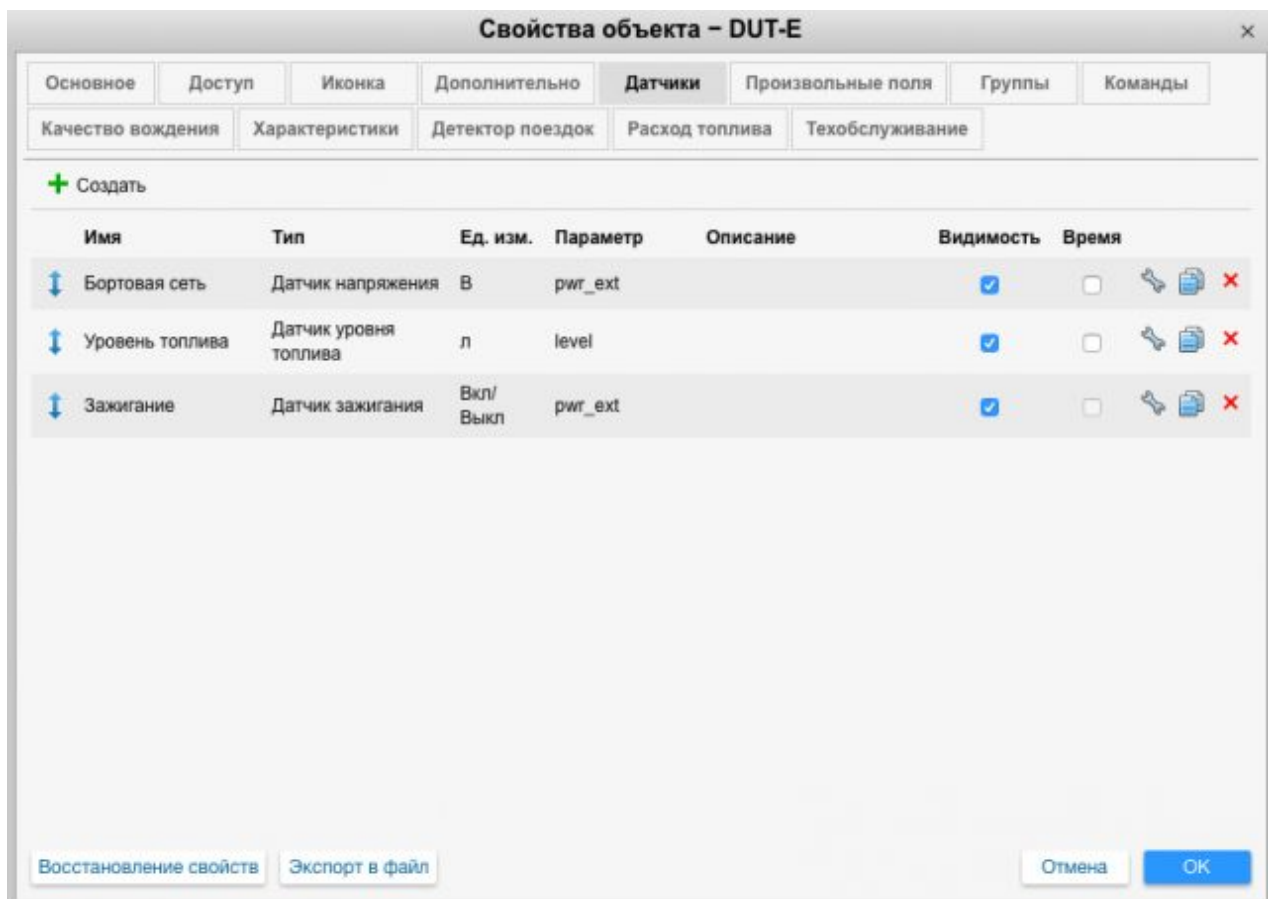 Свойства объекта – DUT-E
Основное Доступ Иконка Дополнительно Датчики Произвольные поля Группы Команды
Качество вождения Характеристики Детектор поездок Расход топлива Техобслуживание
Создать
Имя Тип Ед. изм. Параметр Описание Видимость Время
Бортовая сеть Датчик напряжения В pwr_ext
Уровень топлива Датчик уровня топлива л level
Зажигание Датчик зажигания Вкл/Выкл pwr_ext
Восстановление свойств Экспорт в файл Отмена OK